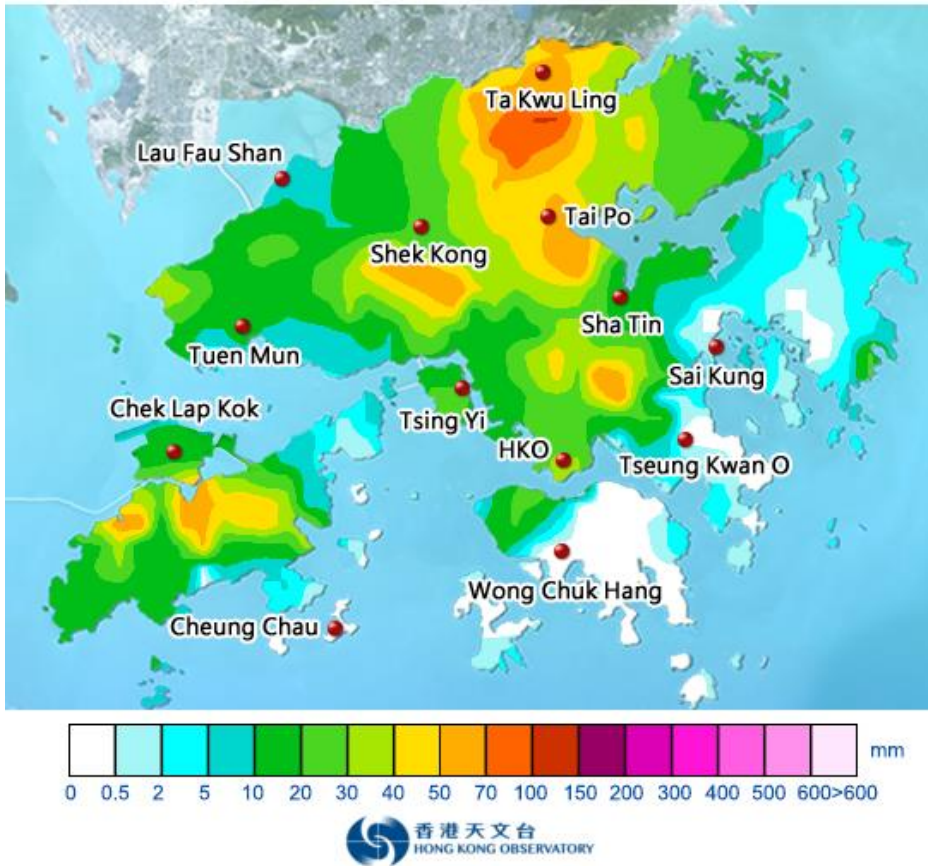 Ta Kwu Ling
Lau Fau Shan
Tai Po
Shek Kong
Sha Tin
Tuen Mun
Sai Kung
Chek Lap Kok
Tsing Yi
HKO
Tseung Kwan O
Wong Chuk Hang
Cheung Chau
mm
0 0.5 2 5 10 20 30 40 50 70 100 150 200 300 400 500 600>600
香港天文台
HONG KONG OBSERVATORY